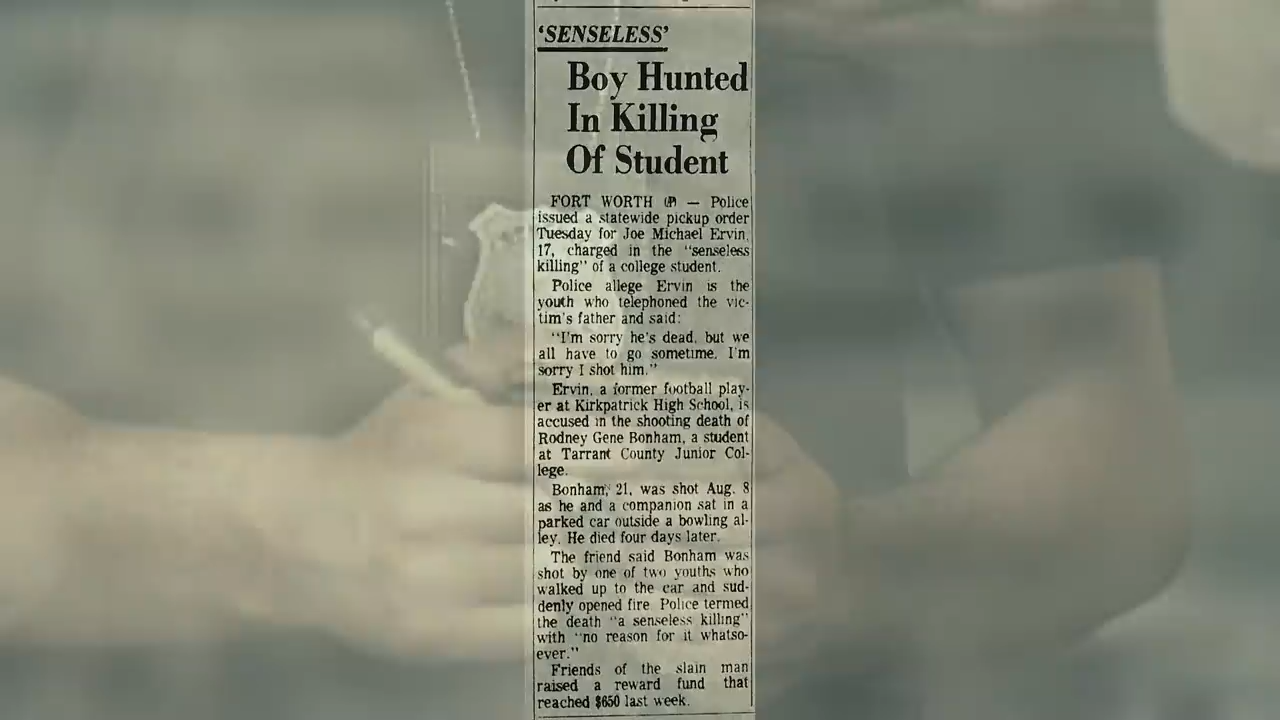 'SENSELESS'
Boy Hunted
In Killing
Of Student
FORT WORTH (AP) — Police
issued a statewide pickup order
Tuesday for Joe Michael Ervin,
17, charged in the "senseless
killing" of a college student.
Police allege Ervin is the
youth who telephoned the vic-
tim's father and said:
"I'm sorry he's dead, but we
all have to go sometime. I'm
sorry I shot him."
Ervin, a former football play-
er at Kirkpatrick High School, is
accused in the shooting death of
Rodney Gene Bonham, a student
at Tarrant County Junior Col-
lege.
Bonham, 21, was shot Aug. 8
as he and a companion sat in a
parked car outside a bowling al-
ley. He died four days later.
The friend said Bonham was
shot by one of two youths who
walked up to the car and sud-
denly opened fire. Police termed
the death "a senseless killing"
with "no reason for it whatso-
ever."
Friends of the slain man
raised a reward fund that
reached $650 last week.